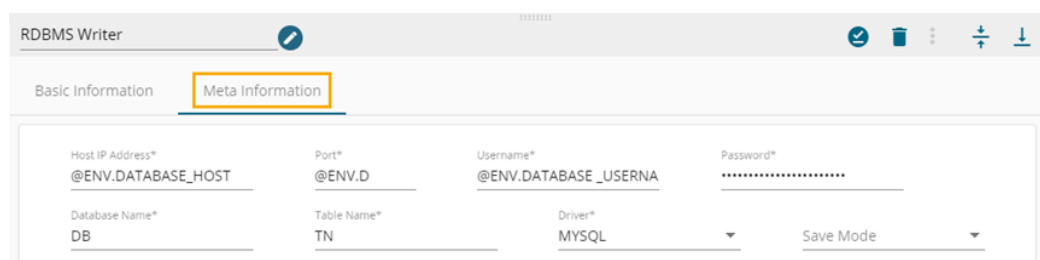 RDBMS Writer
Basic Information Meta Information
Host IP Address* Port* Username* Password*
@ENV.DATABASE_HOST @ENV.D @ENV.DATABASE _USERNA ••••••••••••••••••••••••
Database Name* Table Name* Driver*
DB TN MYSQL Save Mode